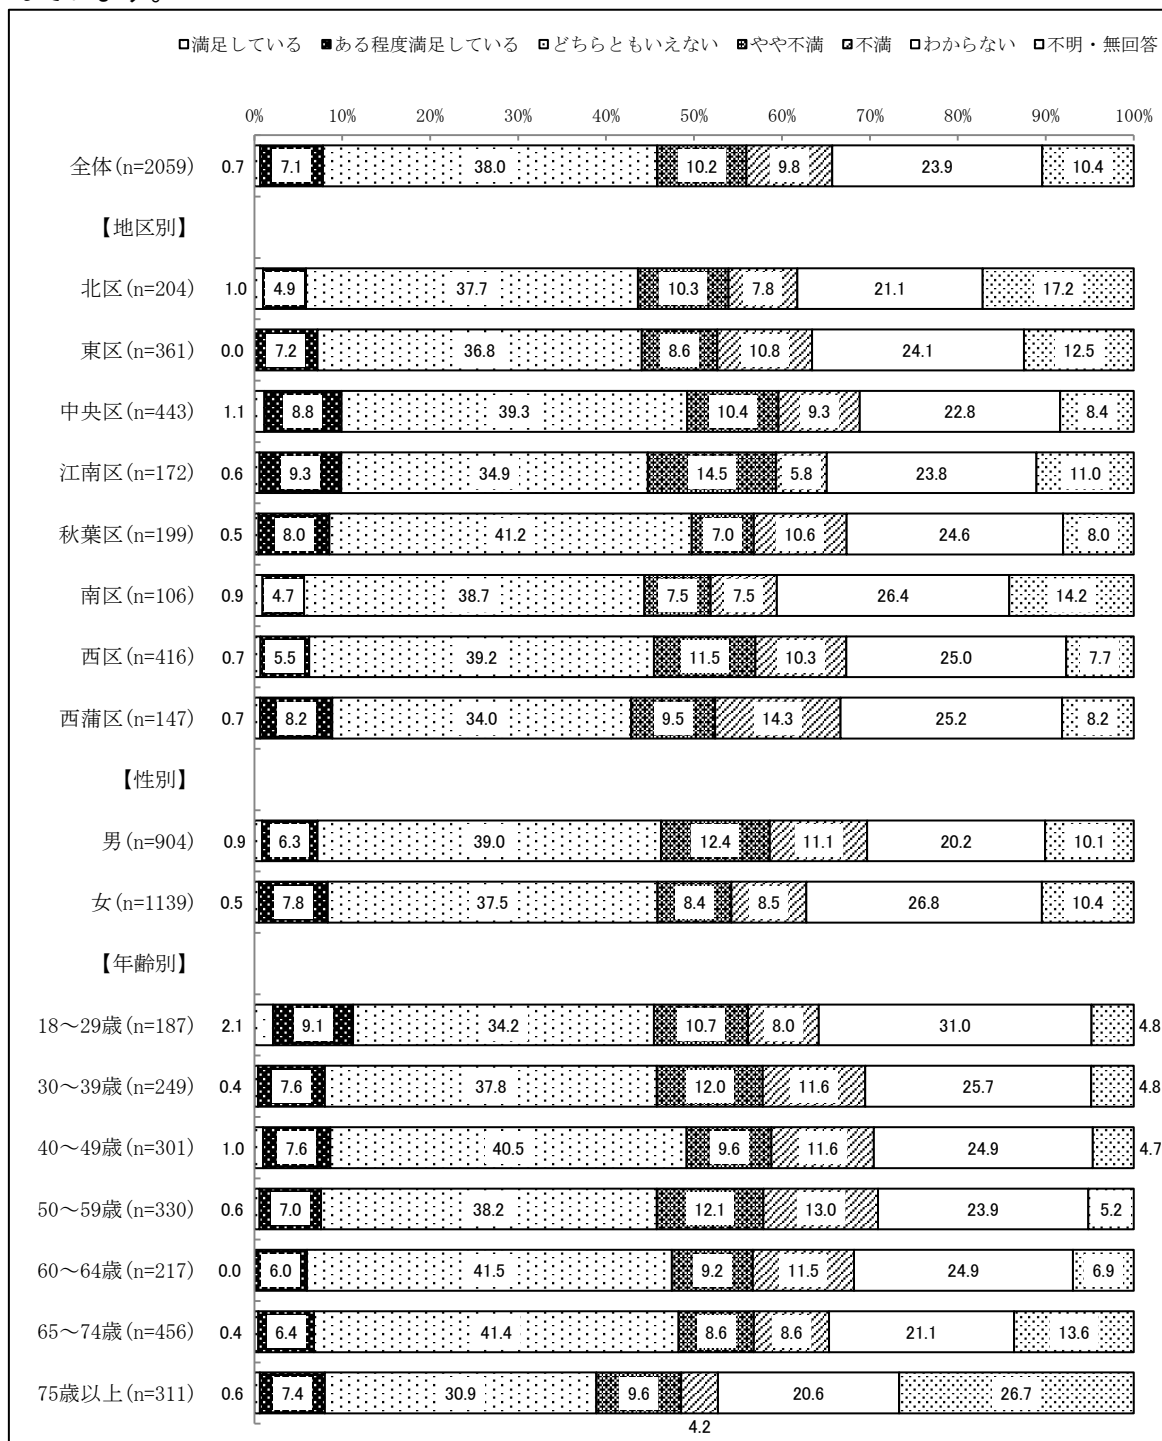 □満足している ■ある程度満足している □どちらともいえない ■やや不満 □不満 □わからない □不明・無回答
0% 10% 20% 30% 40% 50% 60% 70% 80% 90% 100%
全体(n=2059) 0.7 7.1 38.0 10.2 9.8 23.9 10.4
【地区別】
北区(n=204) 1.0 4.9 37.7 10.3 7.8 21.1 17.2
東区(n=361) 0.0 7.2 36.8 8.6 10.8 24.1 12.5
中央区(n=443) 1.1 8.8 39.3 10.4 9.3 22.8 8.4
江南区(n=172) 0.6 9.3 34.9 14.5 5.8 23.8 11.0
秋葉区(n=199) 0.5 8.0 41.2 7.0 10.6 24.6 8.0
南区(n=106) 0.9 4.7 38.7 7.5 7.5 26.4 14.2
西区(n=416) 0.7 5.5 39.2 11.5 10.3 25.0 7.7
西蒲区(n=147) 0.7 8.2 34.0 9.5 14.3 25.2 8.2
【性別】
男(n=904) 0.9 6.3 39.0 12.4 11.1 20.2 10.1
女(n=1139) 0.5 7.8 37.5 8.4 8.5 26.8 10.4
【年齢別】
18～29歳(n=187) 2.1 9.1 34.2 10.7 8.0 31.0 4.8
30～39歳(n=249) 0.4 7.6 37.8 12.0 11.6 25.7 4.8
40～49歳(n=301) 1.0 7.6 40.5 9.6 11.6 24.9 4.7
50～59歳(n=330) 0.6 7.0 38.2 12.1 13.0 23.9 5.2
60～64歳(n=217) 0.0 6.0 41.5 9.2 11.5 24.9 6.9
65～74歳(n=456) 0.4 6.4 41.4 8.6 8.6 21.1 13.6
75歳以上(n=311) 0.6 7.4 30.9 9.6 20.6 26.7
4.2